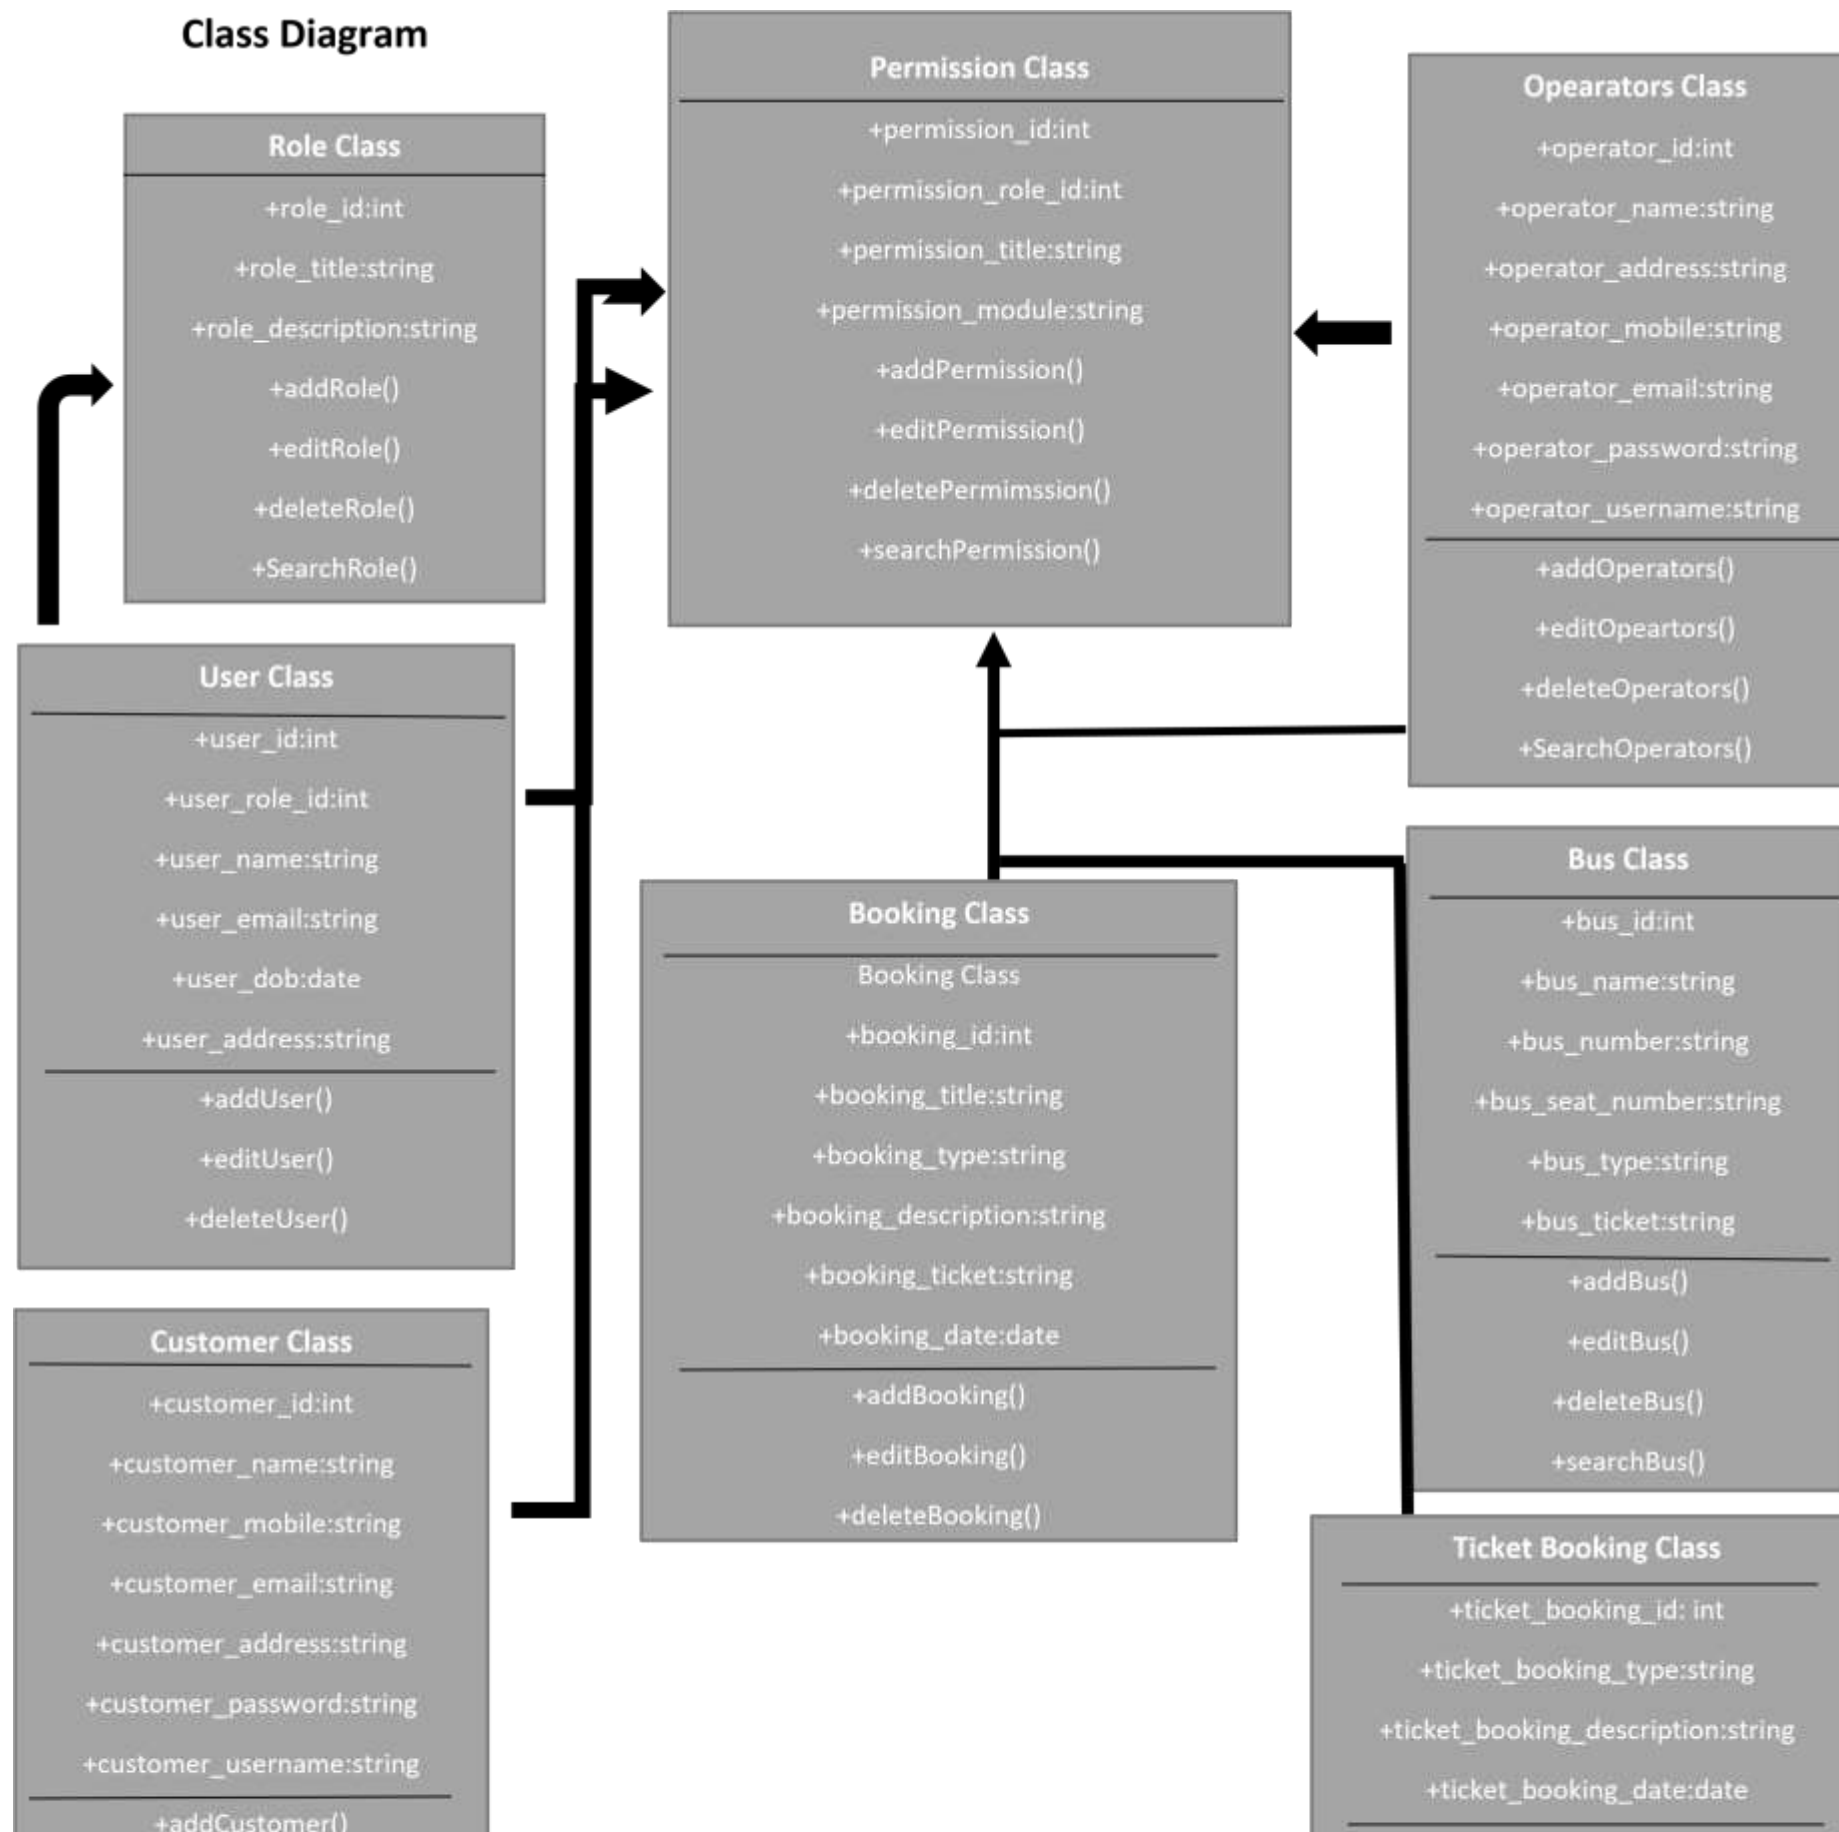 Class Diagram
Role Class
+role_id:int
+role_title:string
+role_description:string
+addRole()
+editRole()
+deleteRole()
+SearchRole()
Permission Class
+permission_id:int
+permission_role_id:int
+permission_title:string
+permission_module:string
+addPermission()
+editPermission()
+deletePermimssion()
+searchPermission()
Opearators Class
+operator_id:int
+operator_name:string
+operator_address:string
+operator_mobile:string
+operator_email:string
+operator_password:string
+operator_username:string
+addOperators()
+editOpeartors()
+deleteOperators()
+SearchOperators()
User Class
+user_id:int
+user_role_id:int
+user_name:string
+user_email:string
+user_dob:date
+user_address:string
+addUser()
+editUser()
+deleteUser()
Booking Class
Booking Class
+booking_id:int
+booking_title:string
+booking_type:string
+booking_description:string
+booking_ticket:string
+booking_date:date
+addBooking()
+editBooking()
+deleteBooking()
Bus Class
+bus_id:int
+bus_name:string
+bus_number:string
+bus_seat_number:string
+bus_type:string
+bus_ticket:string
+addBus()
+editBus()
+deleteBus()
+searchBus()
Customer Class
+customer_id:int
+customer_name:string
+customer_mobile:string
+customer_email:string
+customer_address:string
+customer_password:string
+customer_username:string
+addCustomer()
Ticket Booking Class
+ticket_booking_id: int
+ticket_booking_type:string
+ticket_booking_description:string
+ticket_booking_date:date